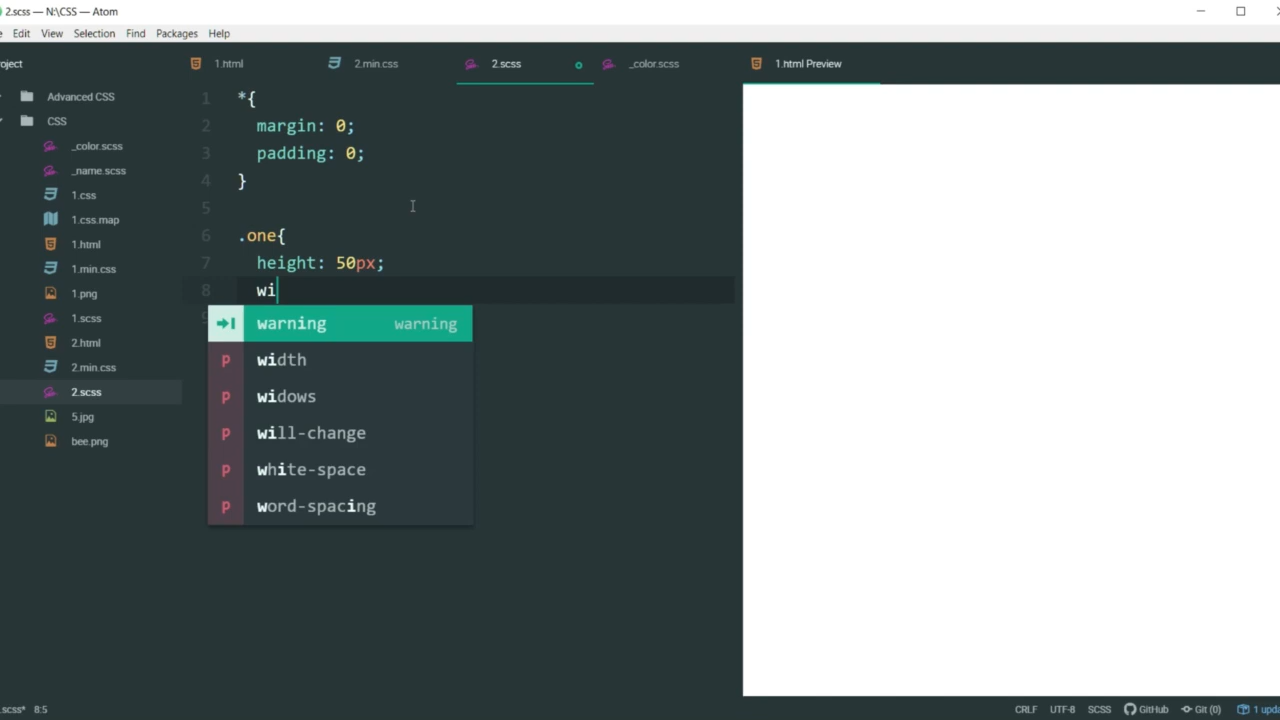 2.scss — N:\CSS — Atom
Edit View Selection Find Packages Help
1.html 2.min.css 2.scss _color.scss 1.html Preview
Advanced CSS
CSS
_color.scss
_name.scss
1.css
1.css.map
1.html
1.min.css
1.png
1.scss
2.html
2.min.css
2.scss
5.jpg
bee.png
1 *{
2 margin: 0;
3 padding: 0;
4 }
5
6 .one{
7 height: 50px;
8 wi
warning warning
p width
p widows
p will-change
p white-space
p word-spacing
.scss* 8:5 CRLF UTF-8 SCSS GitHub Git (0) 1 upda